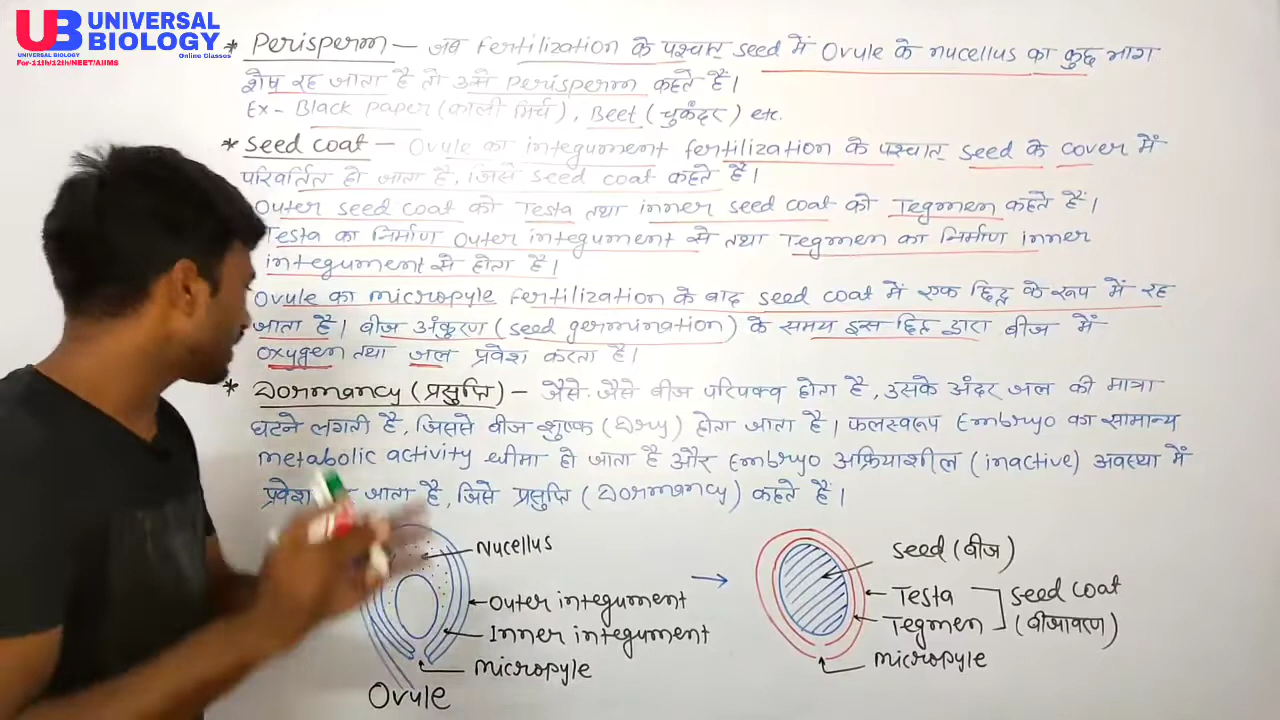 UB UNIVERSAL BIOLOGY
UNIVERSAL BIOLOGY
Online Classes
For-11th/12th/NEET/AIIMS
* Perisperm – जब fertilization के पश्चात् seed में Ovule के nucellus का कुछ भाग
शेष रह जाता है तो उसे Perisperm कहते हैं।
Ex- Black paper (काली मिर्च), Beet (चुकंदर) etc.
* Seed coat – Ovule का integument fertilization के पश्चात् seed के cover में
परिवर्तित हो जाता है, जिसे seed coat कहते हैं।
Outer seed coat को Testa तथा inner seed coat को Tegmen कहते हैं।
Testa का निर्माण Outer integument से तथा Tegmen का निर्माण inner
integument से होता है।
Ovule का micropyle fertilization के बाद seed coat में एक छिद्र के रूप में रह
जाता है। बीज अंकुरण (seed germination) के समय इस छिद्र द्वारा बीज में
Oxygen तथा जल प्रवेश करता है।
* Dormancy (प्रसुप्ति) – जैसे-जैसे बीज परिपक्व होता है, उसके अंदर जल की मात्रा
घटने लगती है, जिससे बीज शुष्क (Dry) होता जाता है। फलस्वरूप Embryo का सामान्य
metabolic activity धीमा हो जाता है और Embryo अक्रियाशील (inactive) अवस्था में
प्रवेश जाता है, जिसे प्रसुप्ति (Dormancy) कहते हैं।
Nucellus
Outer integument
Inner integument
micropyle
Ovule
Seed (बीज)
Testa
Tegmen
Seed coat
(बीजावरण)
micropyle